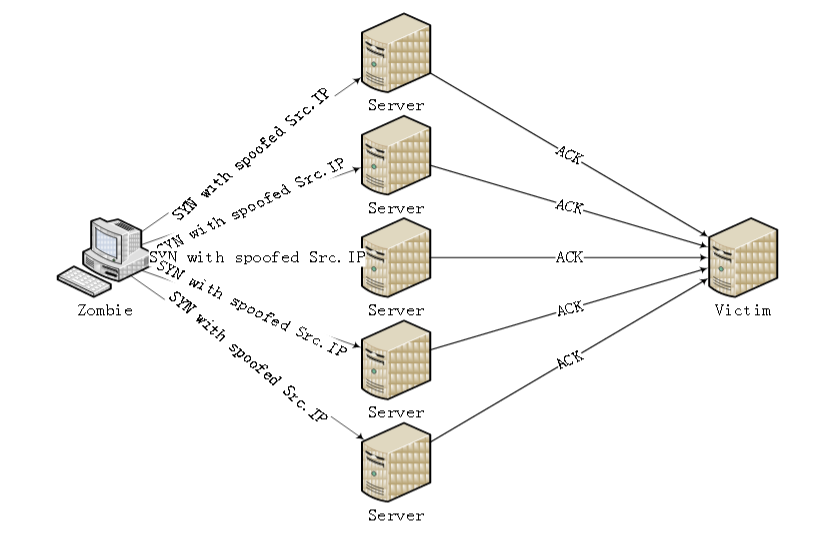 Server
SYN with spoofed Src.IP
ACK
Server
SYN with spoofed Src.IP
ACK
Zombie
SYN with spoofed Src.IP
Server
ACK
Victim
SYN with spoofed Src.IP
Server
ACK
SYN with spoofed Src.IP
Server
ACK